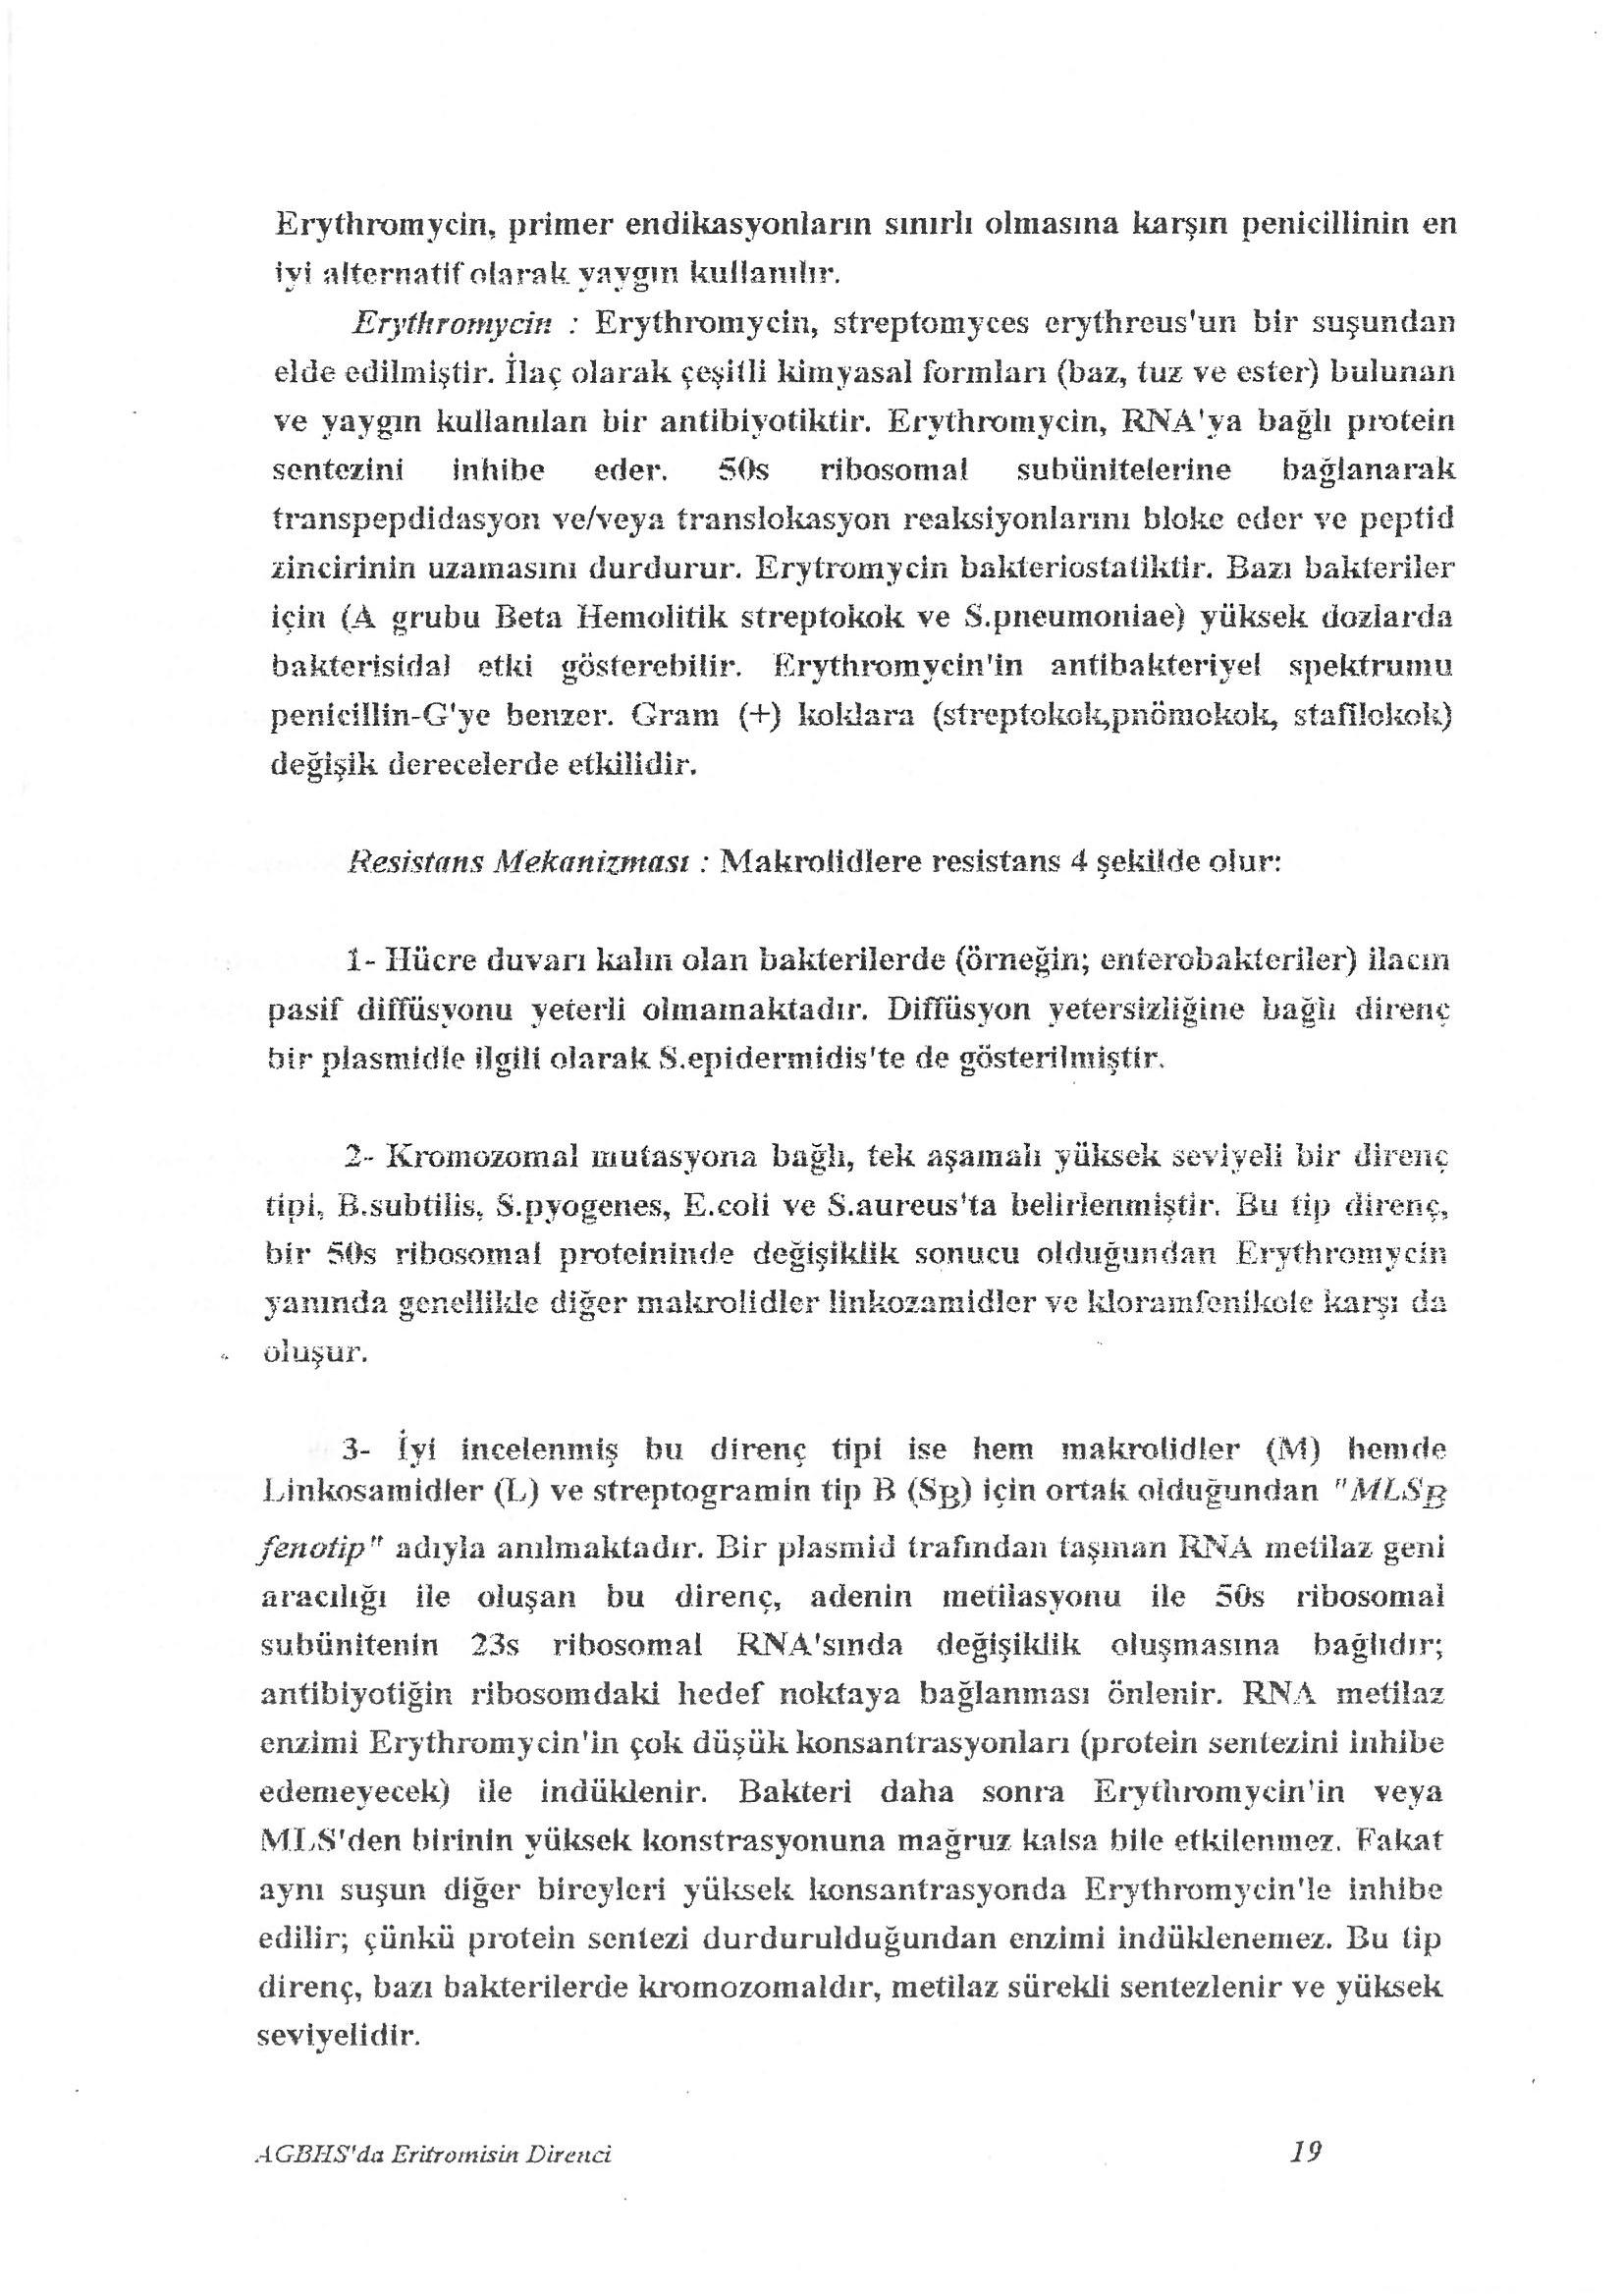 Erythromycin, primer endikasyonların sınırlı olmasına karşın penicillinin en
iyi alternatif olarak yaygın kullanılır.
Erythromycin : Erythromycin, streptomyces erythreus'un bir suşundan
elde edilmiştir. İlaç olarak çeşitli kimyasal formları (baz, tuz ve ester) bulunan
ve yaygın kullanılan bir antibiyotiktir. Erythromycin, RNA'ya bağlı protein
sentezini inhibe eder. 50s ribosomal subünitelerine bağlanarak
transpepdidasyon ve/veya translokasyon reaksiyonlarını bloke eder ve peptid
zincirinin uzamasını durdurur. Erytromycin bakteriostatiktir. Bazı bakteriler
için (A grubu Beta Hemolitik streptokok ve S.pneumoniae) yüksek dozlarda
bakterisidal etki gösterebilir. Erythromycin'in antibakteriyel spektrumu
penicillin-G'ye benzer. Gram (+) koklara (streptokok,pnömokok, stafilokok)
değişik derecelerde etkilidir.
Resistans Mekanizması : Makrolidlere resistans 4 şekilde olur:
1- Hücre duvarı kalın olan bakterilerde (örneğin; enterobakteriler) ilacın
pasif diffüsyonu yeterli olmamaktadır. Diffüsyon yetersizliğine bağlı direnç
bir plasmidle ilgili olarak S.epidermidis'te de gösterilmiştir.
2- Kromozomal mutasyona bağlı, tek aşamalı yüksek seviyeli bir direnç
tipi, B.subtilis, S.pyogenes, E.coli ve S.aureus'ta belirlenmiştir. Bu tip direnç,
bir 50s ribosomal proteininde değişiklik sonucu olduğundan Erythromycin
yanında genellikle diğer makrolidler linkozamidler ve kloramfenikole karşı da
oluşur.
3- İyi incelenmiş bu direnç tipi ise hem makrolidler (M) hemde
Linkosamidler (L) ve streptogramin tip B (SB) için ortak olduğundan "MLSB
fenotip" adıyla anılmaktadır. Bir plasmid trafından taşınan RNA metilaz geni
aracılığı ile oluşan bu direnç, adenin metilasyonu ile 50s ribosomal
subünitenin 23s ribosomal RNA'sında değişiklik oluşmasına bağlıdır;
antibiyotiğin ribosomdaki hedef noktaya bağlanması önlenir. RNA metilaz
enzimi Erythromycin'in çok düşük konsantrasyonları (protein sentezini inhibe
edemeyecek) ile indüklenir. Bakteri daha sonra Erythromycin'in veya
MLS'den birinin yüksek konstrasyonuna mağruz kalsa bile etkilenmez. Fakat
aynı suşun diğer bireyleri yüksek konsantrasyonda Erythromycin'le inhibe
edilir; çünkü protein sentezi durdurulduğundan enzimi indüklenemez. Bu tip
direnç, bazı bakterilerde kromozomaldır, metilaz sürekli sentezlenir ve yüksek
seviyelidir.
AGBHS'da Eritromisin Direnci 19